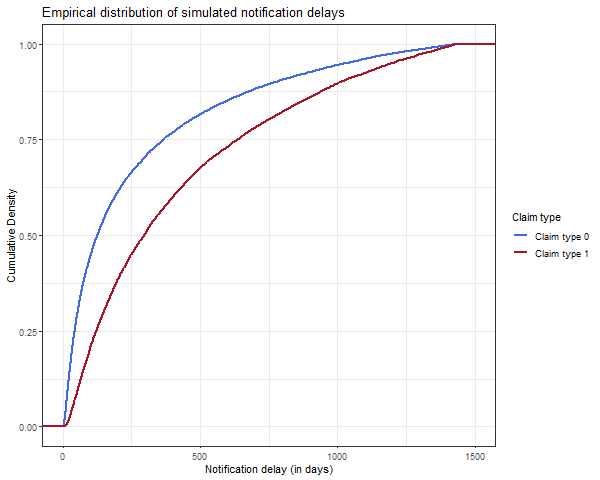 Empirical distribution of simulated notification delays
1.00
0.75
0.50
0.25
0.00
Cumulative Density
0
500
1000
1500
Notification delay (in days)
Claim type
Claim type 0
Claim type 1